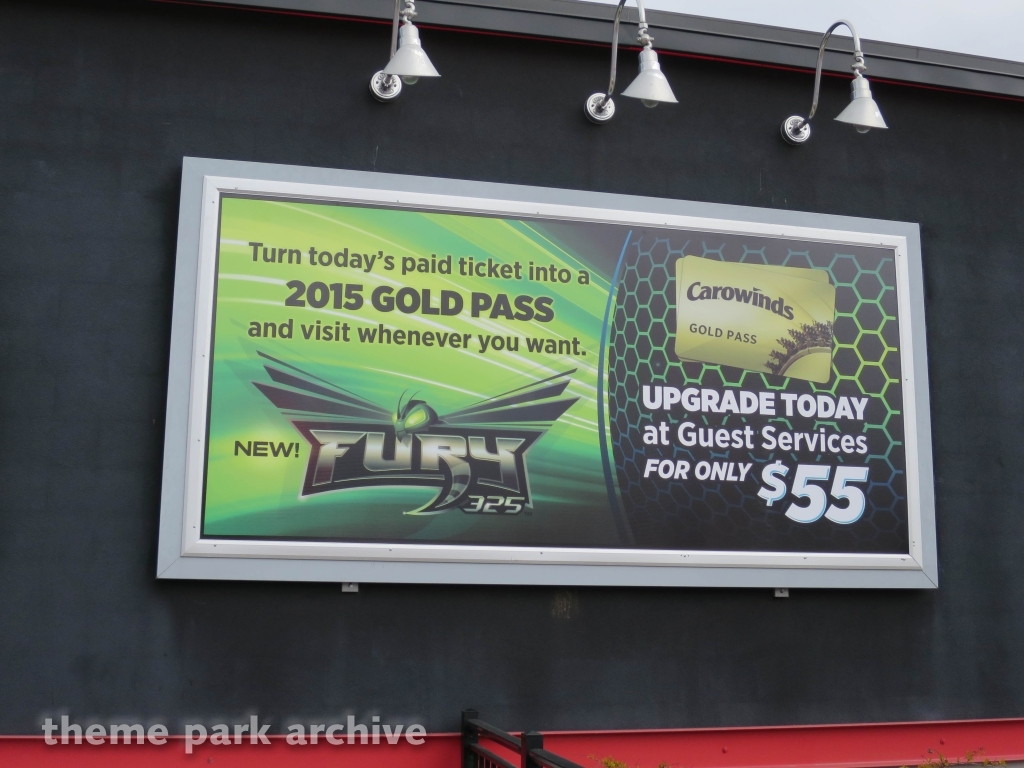 Turn today's paid ticket into a
2015 GOLD PASS
and visit whenever you want.
NEW! FURY
325
Carowinds
GOLD PASS
UPGRADE TODAY
at Guest Services
FOR ONLY $55
theme park archive